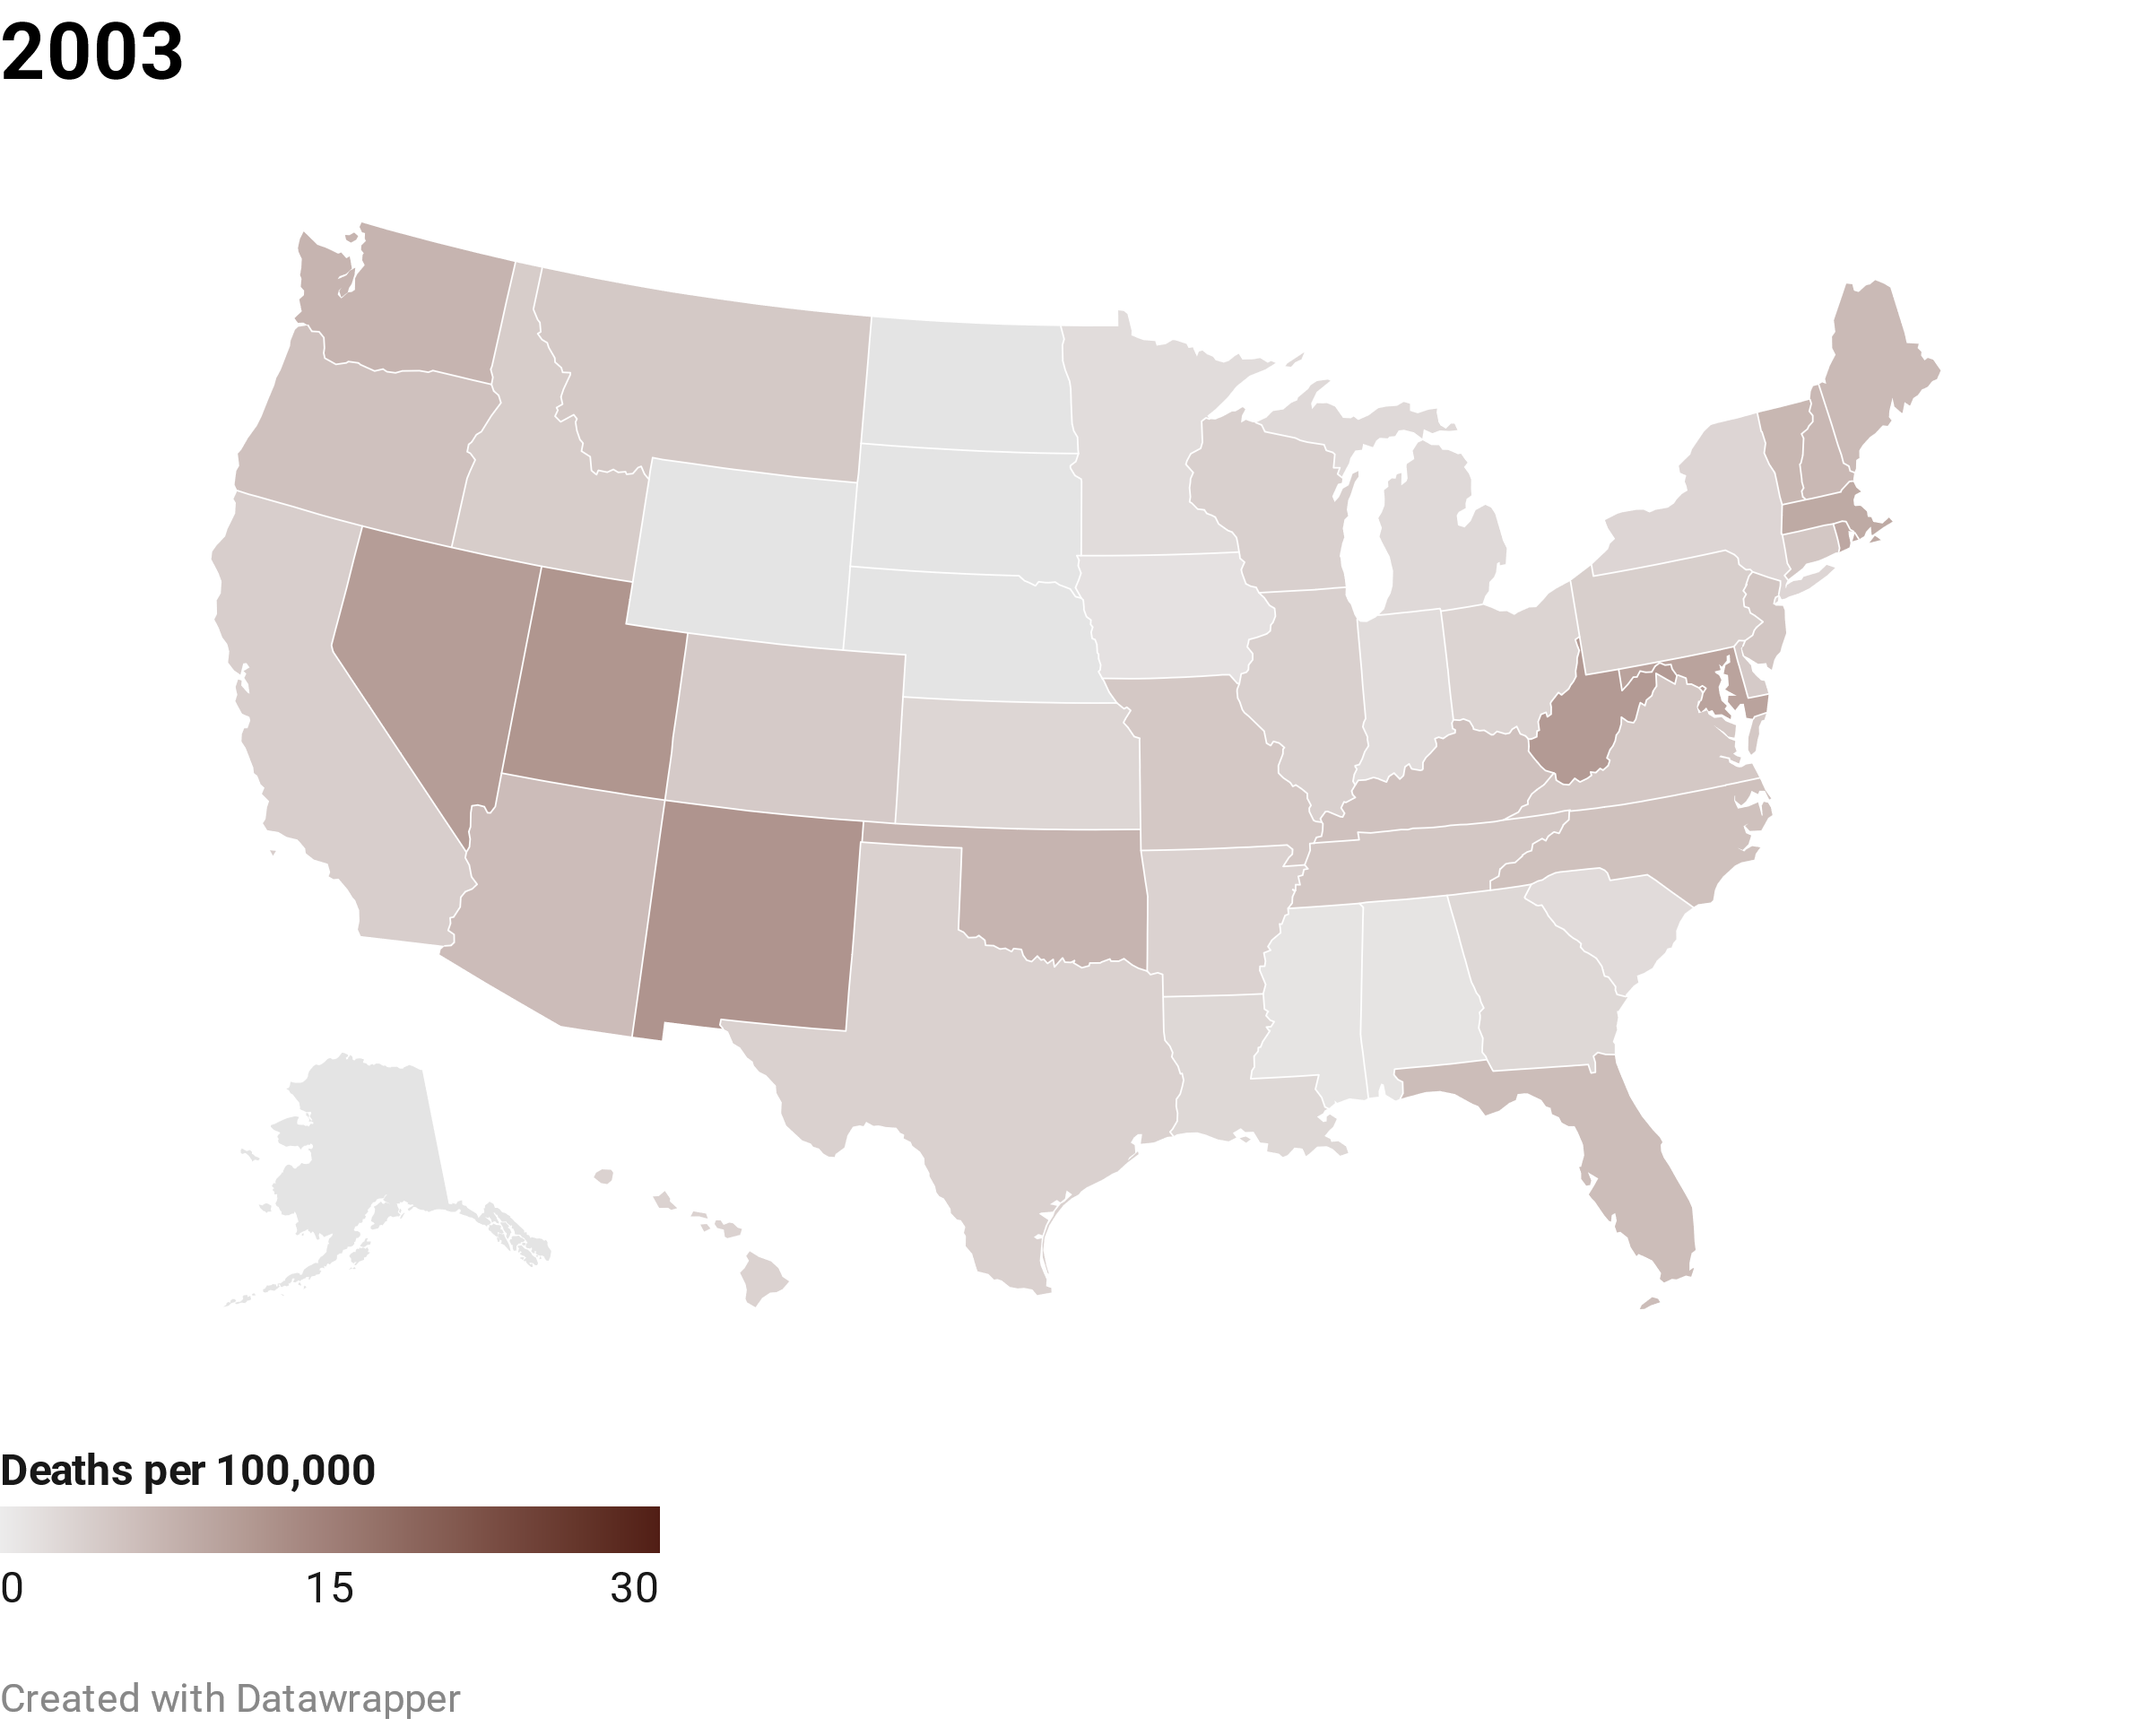 2003
Deaths per 100,000
0 15 30
Created with Datawrapper